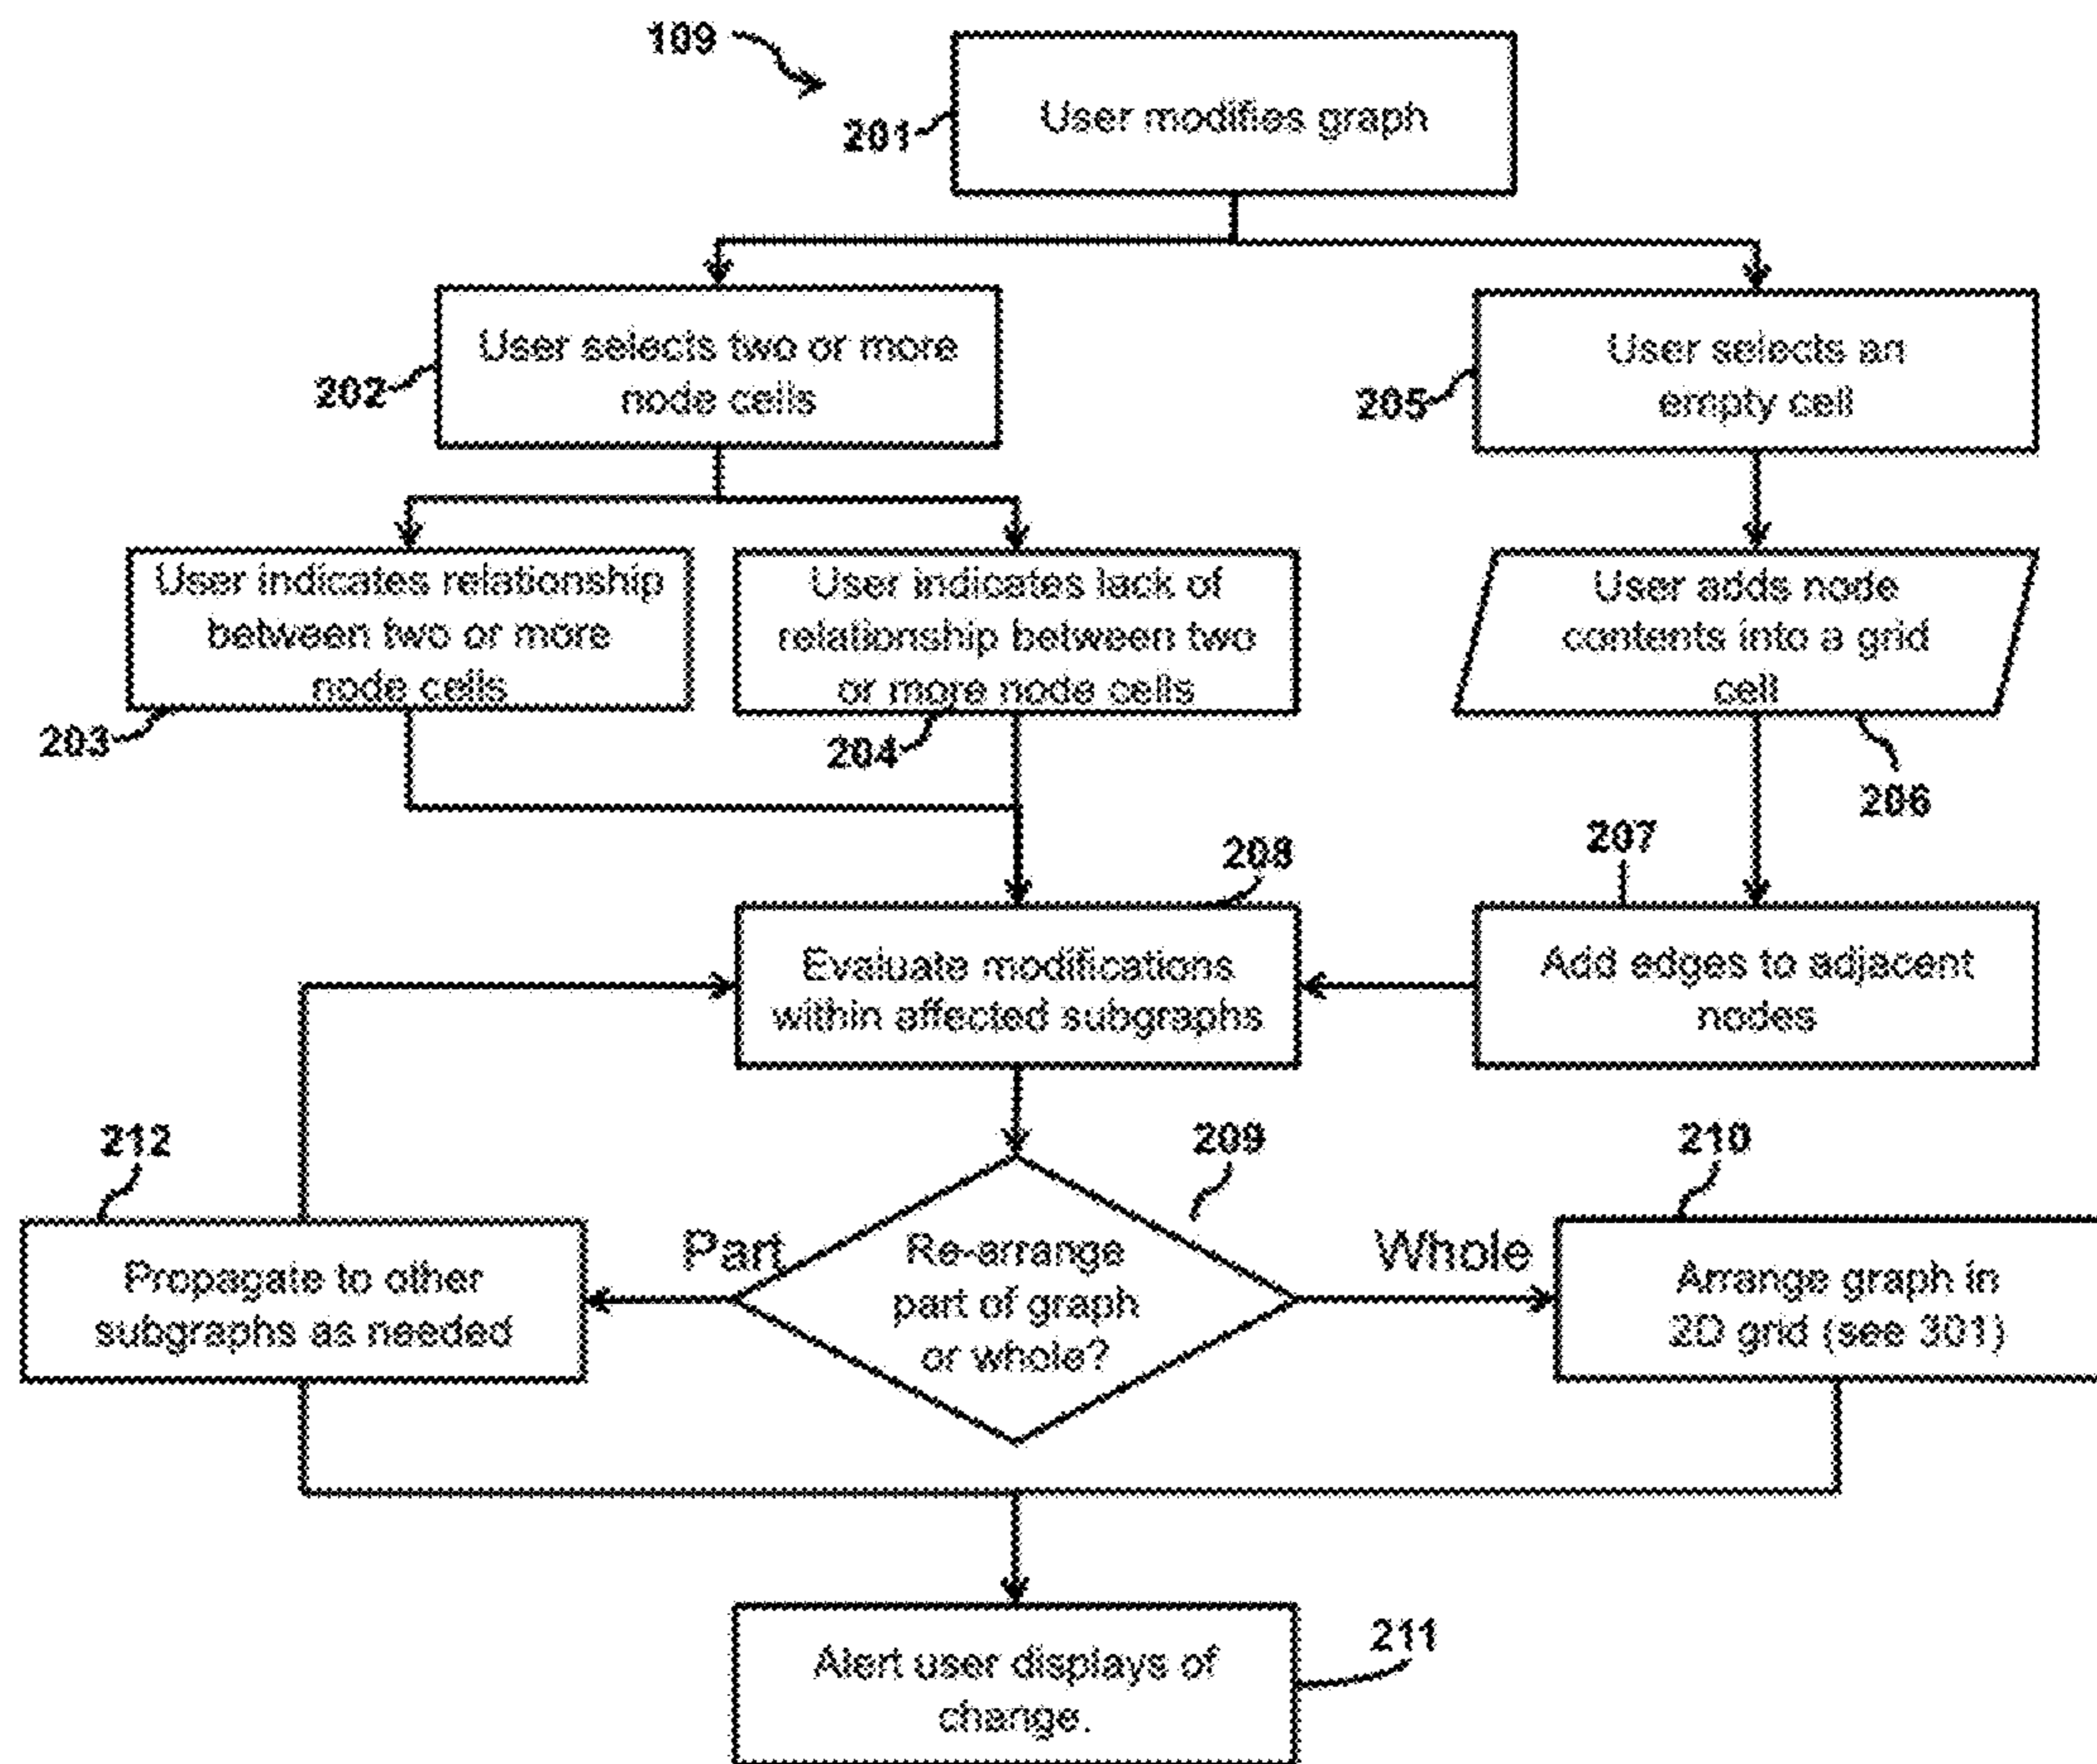 109
201
User modifies graph
202
User selects two or more
node cells
205
User selects an
empty cell
User indicates relationship
between two or more
node cells
203
User indicates lack of
relationship between two
or more node cells
204
User adds node
contents into a grid
cell
206
207
208
Evaluate modifications
within affected subgraphs
Add edges to adjacent
nodes
212
209
210
Propagate to other
subgraphs as needed
Part
Re-arrange
part of graph
or whole?
Whole
Arrange graph in
2D grid (see 301)
211
Alert user displays of
change.